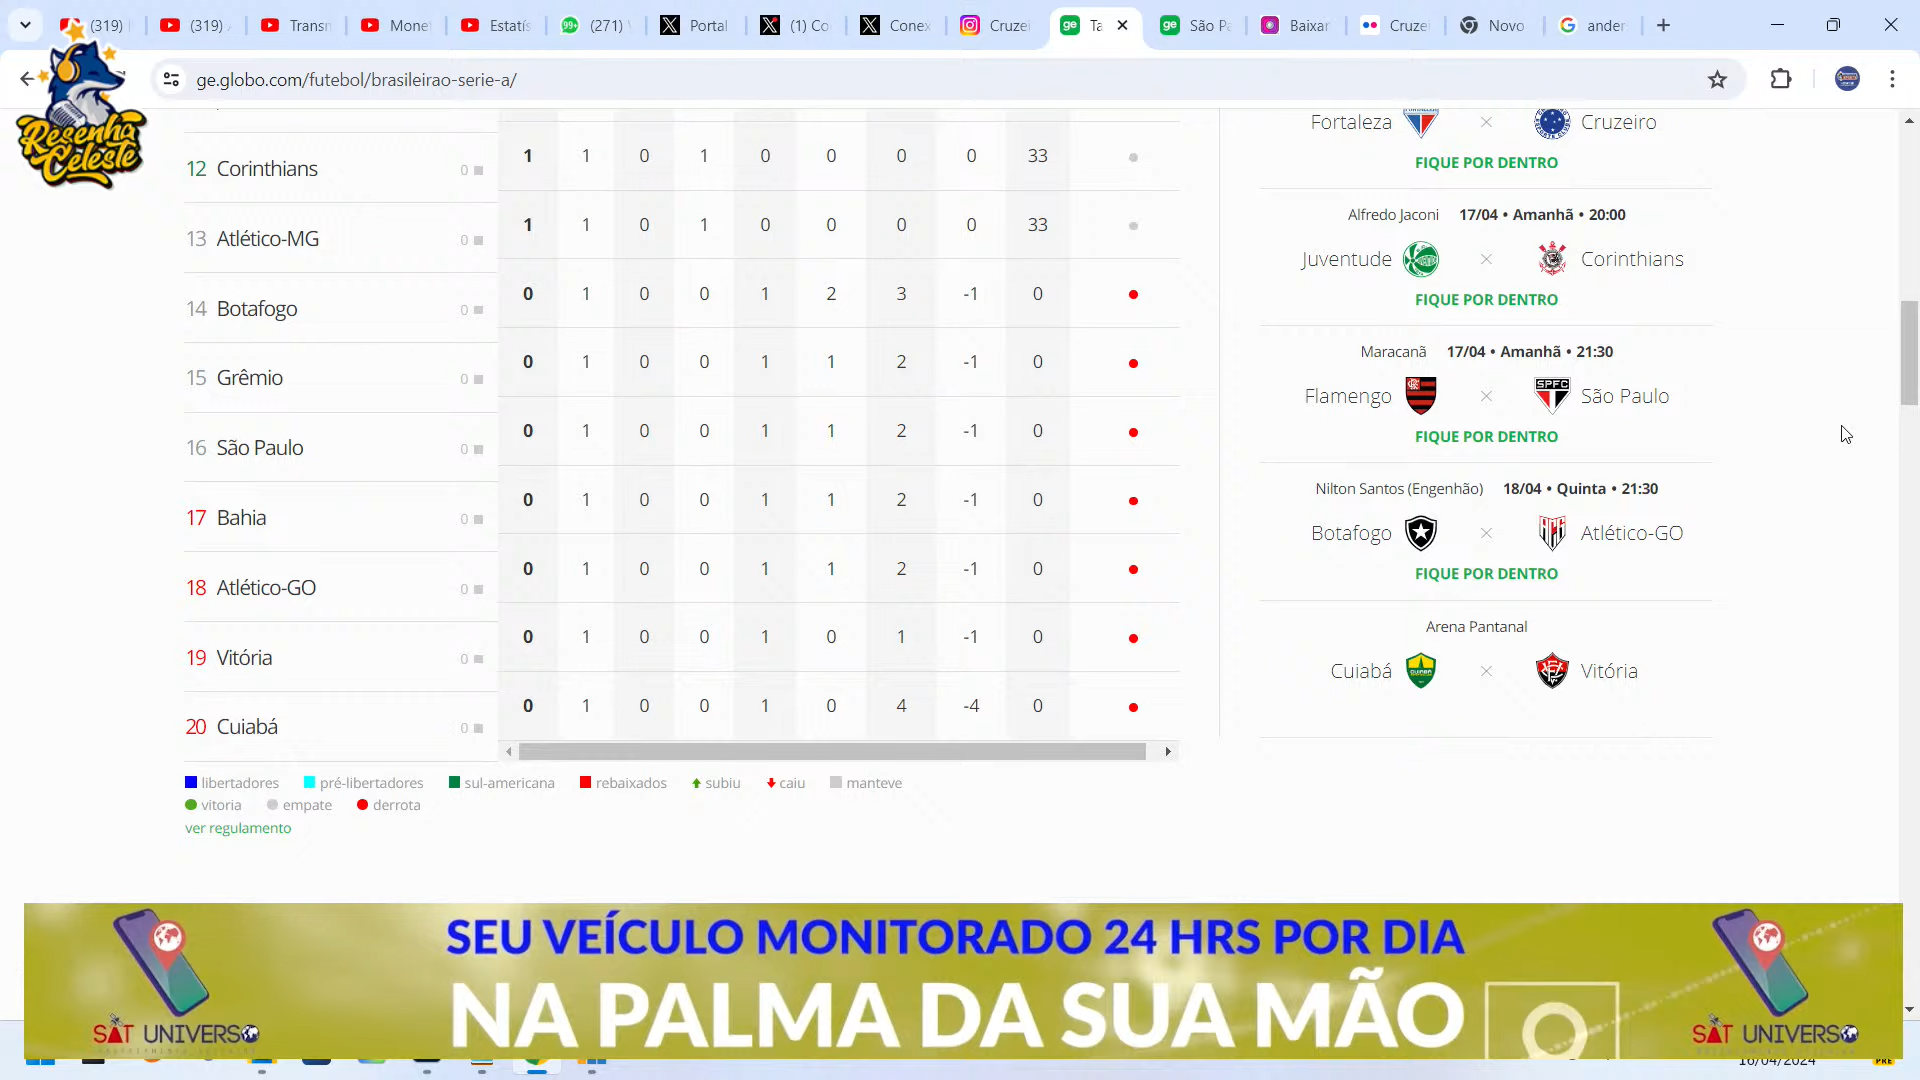 (319)
(319)
Transn
Mone
Estatís
99+
(271)
Portal
(1) Co
Conex
Cruzei
Ta
São Pa
Baixar
Cruzei
Novo
ander
ge.globo.com/futebol/brasileirao-serie-a/
Resenha
Celeste
12 Corinthians 0 1 1 0 1 0 0 0 0 33
13 Atlético-MG 0 1 1 0 1 0 0 0 0 33
14 Botafogo 0 0 1 0 0 1 2 3 -1 0
15 Grêmio 0 0 1 0 0 1 1 2 -1 0
16 São Paulo 0 0 1 0 0 1 1 2 -1 0
17 Bahia 0 0 1 0 0 1 1 2 -1 0
18 Atlético-GO 0 0 1 0 0 1 1 2 -1 0
19 Vitória 0 0 1 0 0 1 0 1 -1 0
20 Cuiabá 0 0 1 0 0 1 0 4 -4 0
libertadores pré-libertadores sul-americana rebaixados subiu caiu manteve
vitoria empate derrota
ver regulamento
Fortaleza Cruzeiro
FIQUE POR DENTRO
Alfredo Jaconi 17/04 • Amanhã • 20:00
Juventude Corinthians
FIQUE POR DENTRO
Maracanã 17/04 • Amanhã • 21:30
Flamengo SPFC São Paulo
FIQUE POR DENTRO
Nilton Santos (Engenhão) 18/04 • Quinta • 21:30
Botafogo Atlético-GO
FIQUE POR DENTRO
Arena Pantanal
Cuiabá Vitória
SEU VEÍCULO MONITORADO 24 HRS POR DIA
NA PALMA DA SUA MÃO
SAT UNIVERSO
SAT UNIVERSO
16/04/2024
PRE